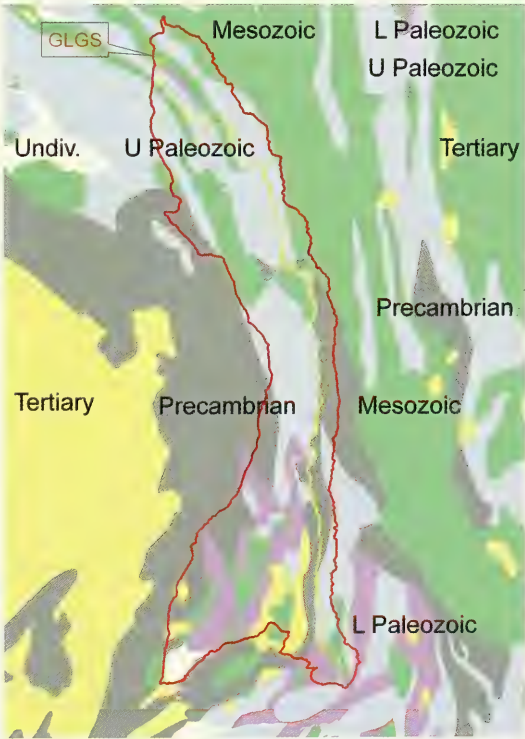 Mesozoic
L Paleozoic
GLGS
U Paleozoic
Undiv.
U Paleozoic
Tertiary
Precambrian
Tertiary
Precambrian
Mesozoic
L Paleozoic